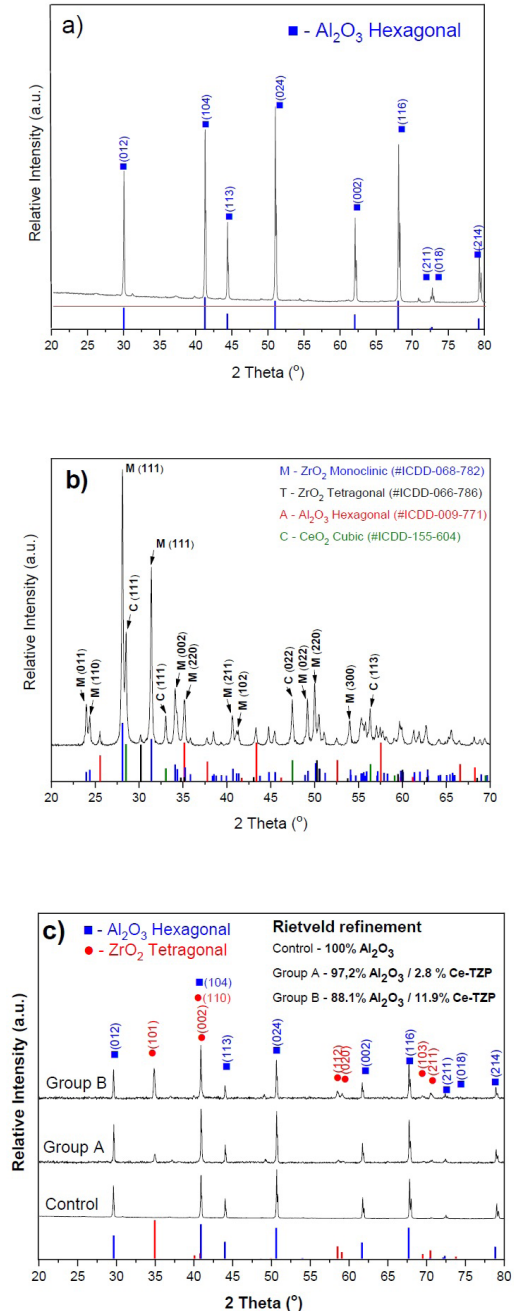 a)
■ - Al₂O₃ Hexagonal
(012)
(104)
(113)
(024)
(002)
(116)
(211)
(018)
(214)
Relative Intensity (a.u.)
20 25 30 35 40 45 50 55 60 65 70 75 80
2 Theta (°)
b)
M - ZrO₂ Monoclinic (#ICDD-068-782)
T - ZrO₂ Tetragonal (#ICDD-066-786)
A - Al₂O₃ Hexagonal (#ICDD-009-771)
C - CeO₂ Cubic (#ICDD-155-604)
M (011)
M (110)
M (111)
C (111)
M (111)
C (111)
M (002)
M (220)
M (211)
M (102)
C (022)
M (022)
M (220)
M (300)
C (113)
Relative Intensity (a.u.)
20 25 30 35 40 45 50 55 60 65 70
2 Theta (°)
c)
■ - Al₂O₃ Hexagonal
● - ZrO₂ Tetragonal
Rietveld refinement
Control - 100% Al₂O₃
Group A - 97,2% Al₂O₃ / 2.8 % Ce-TZP
Group B - 88.1% Al₂O₃ / 11.9% Ce-TZP
■(104)
●(110)
(012)
(101)
(002)
(113)
(024)
(112)
(020)
(002)
(116)
(103)
(211)
(211)
(018)
(214)
Group B
Group A
Control
Relative Intensity (a.u.)
20 25 30 35 40 45 50 55 60 65 70 75 80
2 Theta (°)